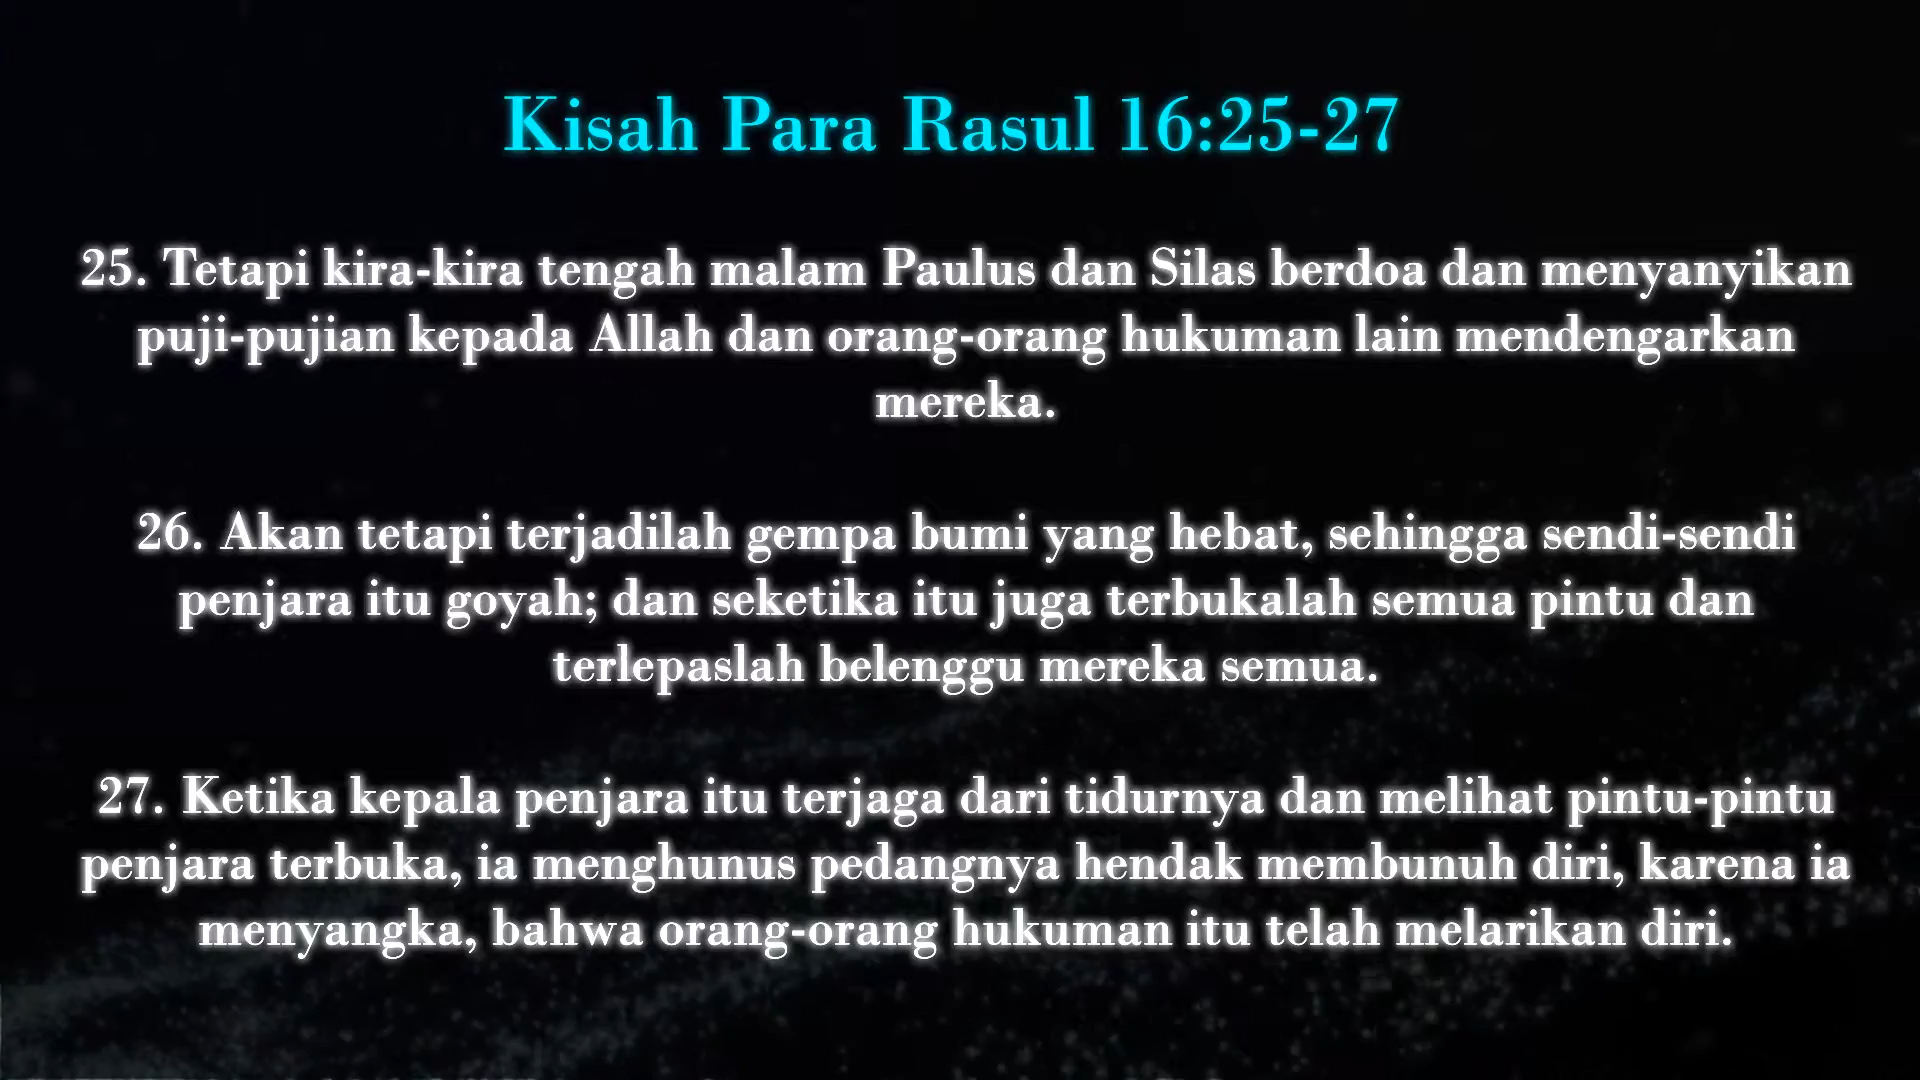 Kisah Para Rasul 16:25-27
25. Tetapi kira-kira tengah malam Paulus dan Silas berdoa dan menyanyikan
puji-pujian kepada Allah dan orang-orang hukuman lain mendengarkan
mereka.
26. Akan tetapi terjadilah gempa bumi yang hebat, sehingga sendi-sendi
penjara itu goyah; dan seketika itu juga terbukalah semua pintu dan
terlepaslah belenggu mereka semua.
27. Ketika kepala penjara itu terjaga dari tidurnya dan melihat pintu-pintu
penjara terbuka, ia menghunus pedangnya hendak membunuh diri, karena ia
menyangka, bahwa orang-orang hukuman itu telah melarikan diri.